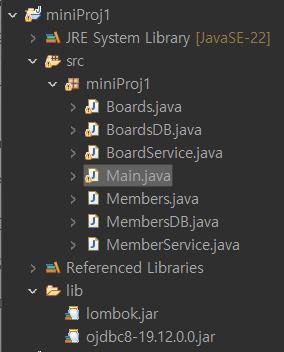 miniProj1
JRE System Library [JavaSE-22]
src
miniProj1
Boards.java
BoardsDB.java
BoardService.java
Main.java
Members.java
MembersDB.java
MemberService.java
Referenced Libraries
lib
lombok.jar
ojdbc8-19.12.0.0.jar